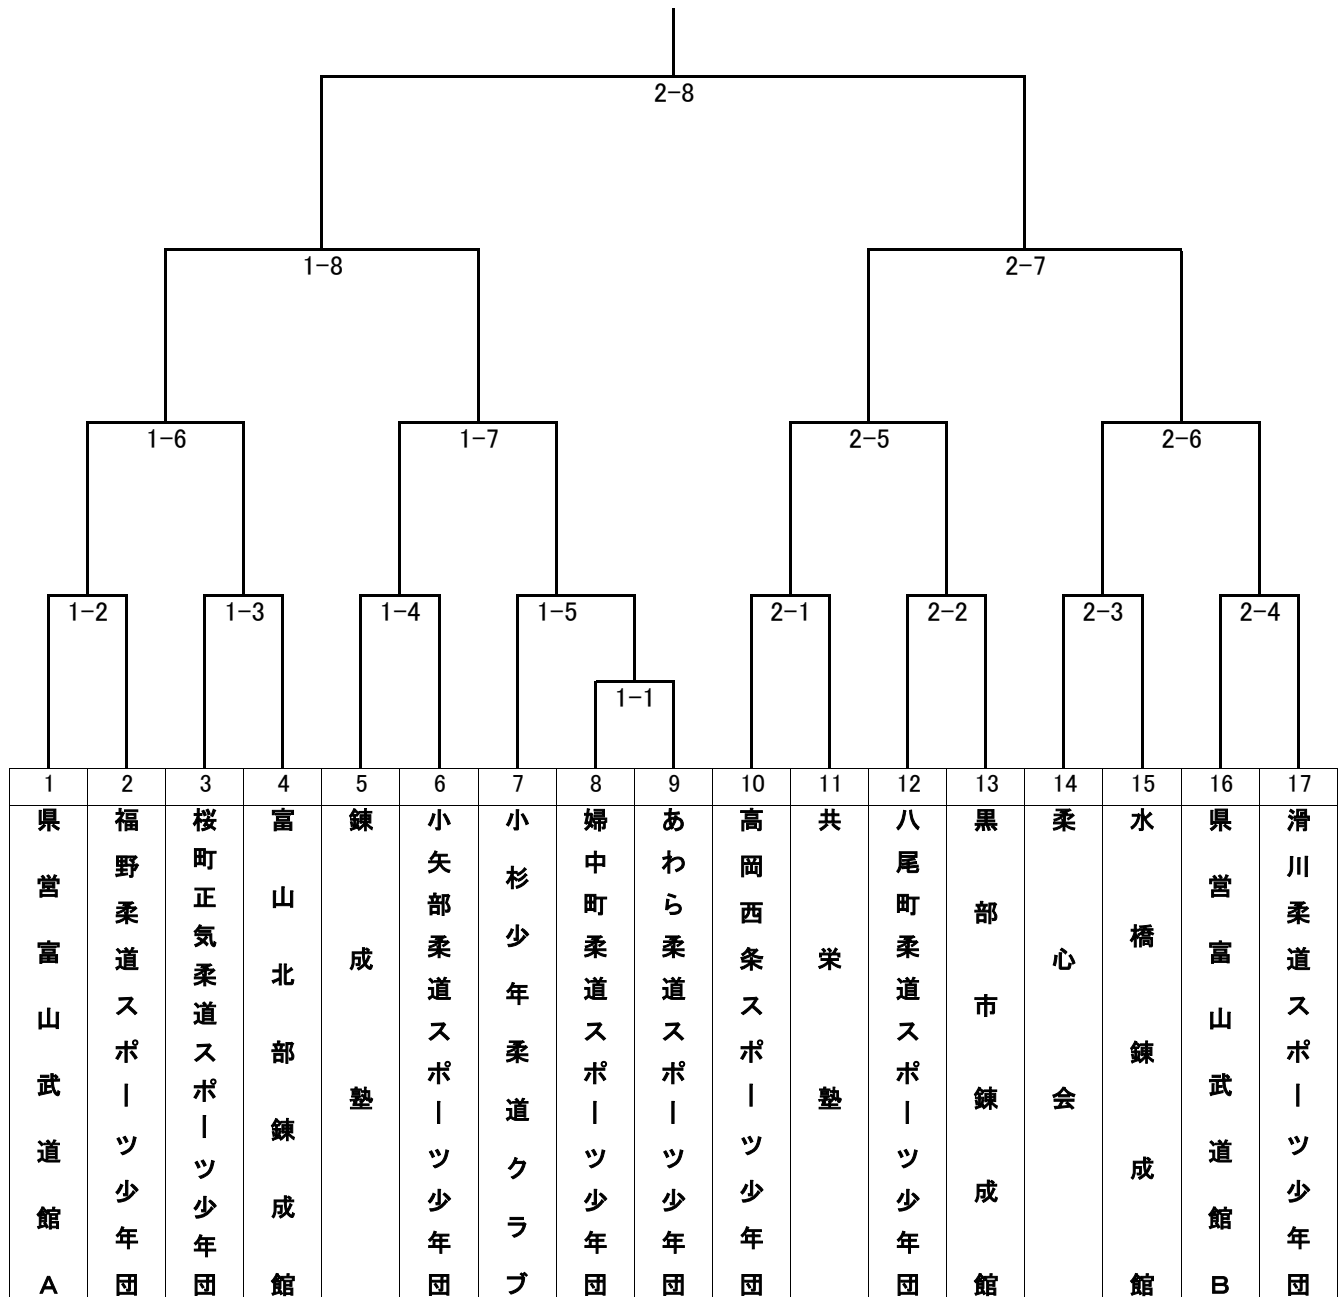 2-8
1-8
2-7
1-6
1-7
2-5
2-6
1-2
1-3
1-4
1-5
2-1
2-2
2-3
2-4
1-1
1
2
3
4
5
6
7
8
9
10
11
12
13
14
15
16
17
県営富山武道館A
福野柔道スポーツ少年団
桜町正気柔道スポーツ少年団
富山北部錬成館
錬成塾
小矢部柔道スポーツ少年団
小杉少年柔道クラブ
婦中町柔道スポーツ少年団
あわら柔道スポーツ少年団
高岡西条スポーツ少年団
共栄塾
八尾町柔道スポーツ少年団
黒部市錬成館
柔心会
水橋錬成館
県営富山武道館B
滑川柔道スポーツ少年団